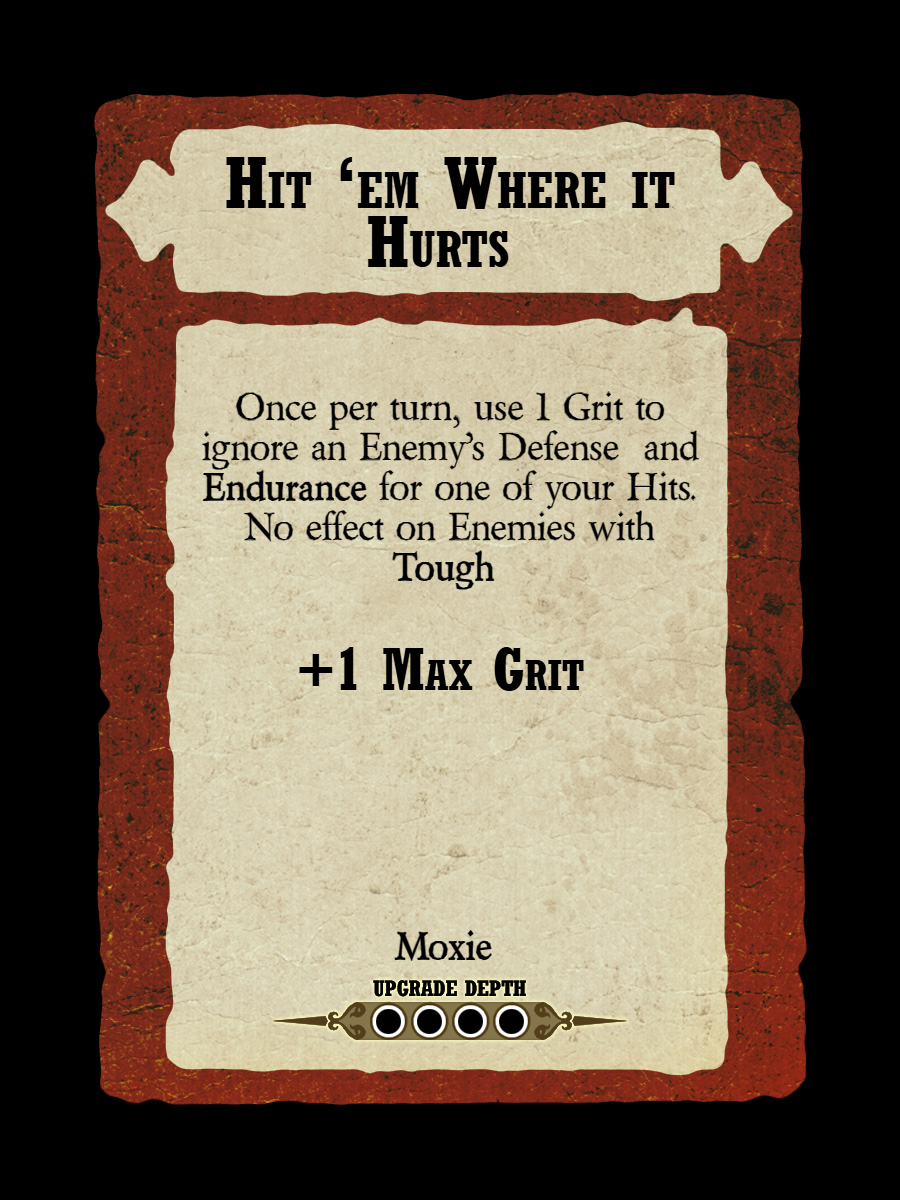 Hit ‘em Where it
Hurts
Once per turn, use 1 Grit to
ignore an Enemy’s Defense  and
Endurance for one of your Hits.
No effect on Enemies with
Tough
+1 Max Grit
Moxie
UPGRADE DEPTH